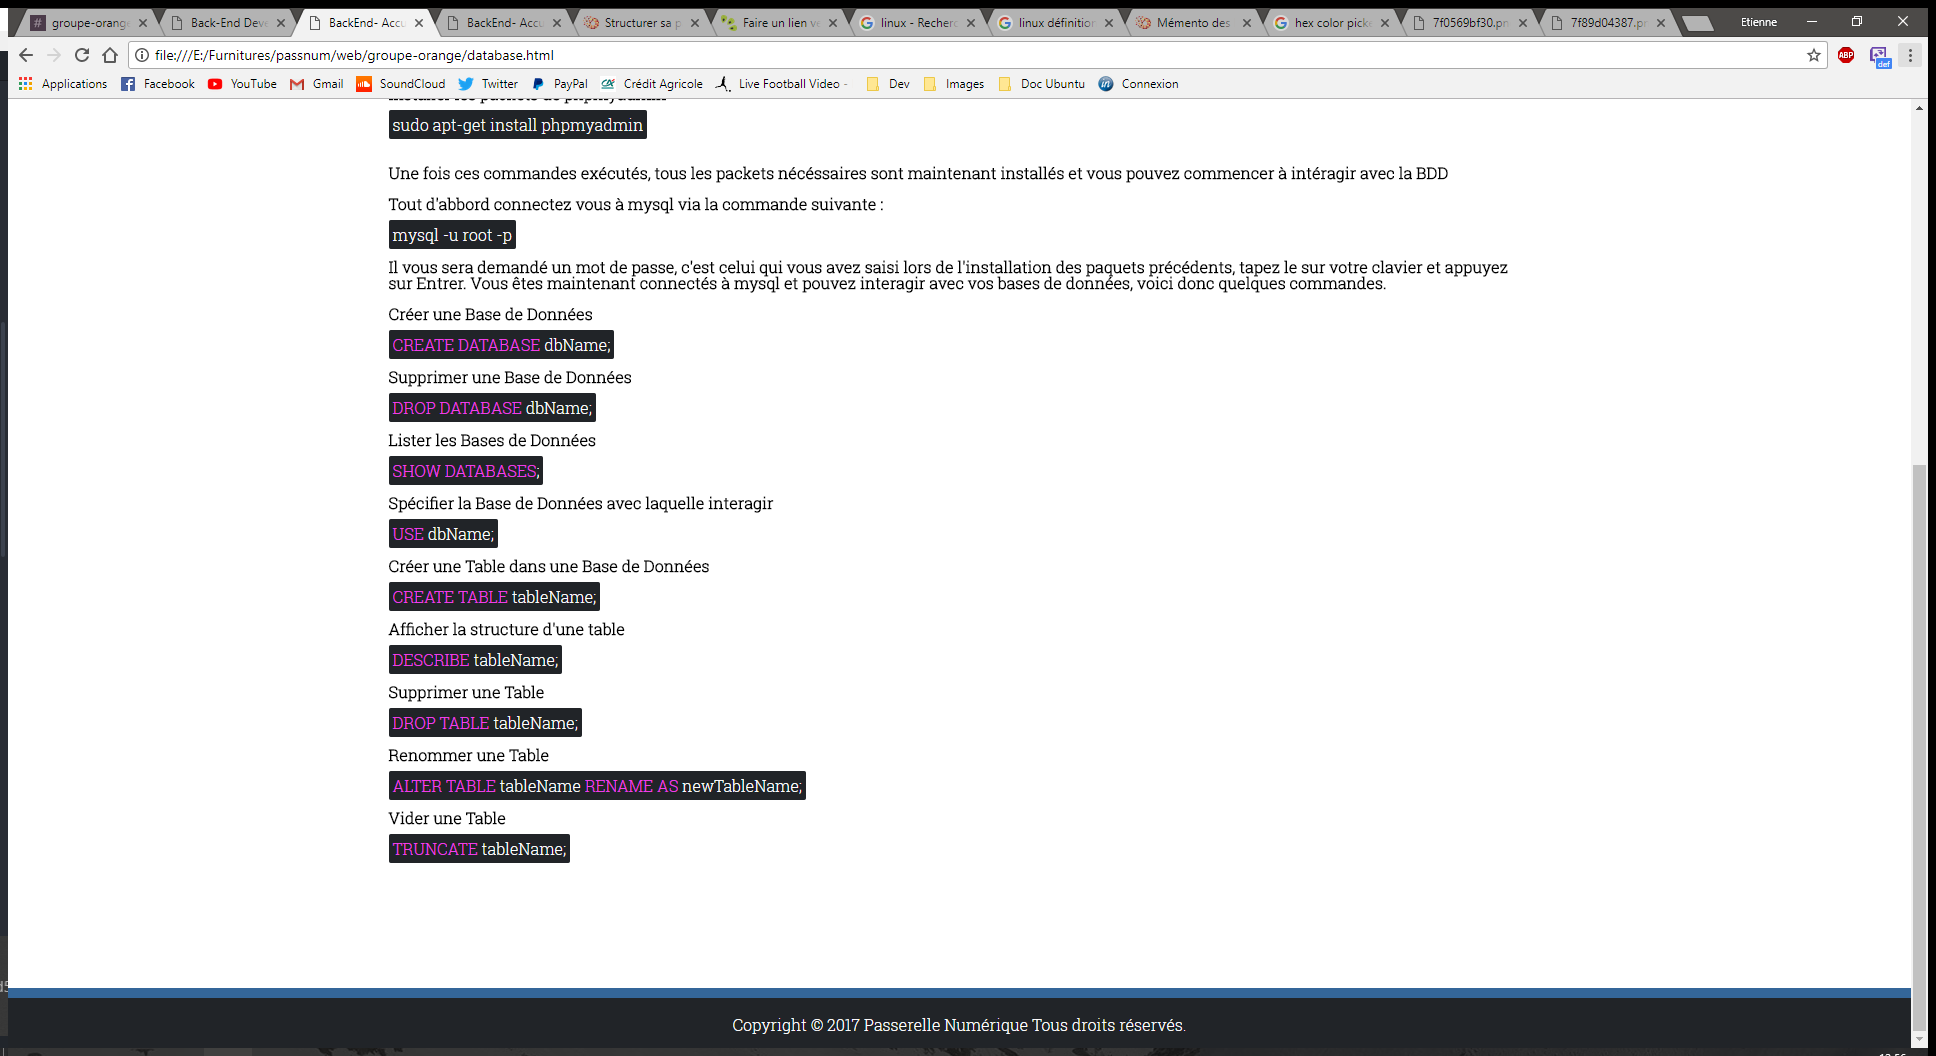 groupe-orange
Back-End Deve
BackEnd- Accu
BackEnd- Accu
Structurer sa p
Faire un lien ve
linux - Recherc
linux définition
Mémento des
hex color picke
7f0569bf30.pn
7f89d04387.pn
Etienne
file:///E:/Furnitures/passnum/web/groupe-orange/database.html
ABP
def
Applications
Facebook
YouTube
Gmail
SoundCloud
Twitter
PayPal
Crédit Agricole
Live Football Video -
Dev
Images
Doc Ubuntu
Connexion
Installer les packets de phpmyadmin
sudo apt-get install phpmyadmin
Une fois ces commandes exécutés, tous les packets nécéssaires sont maintenant installés et vous pouvez commencer à intéragir avec la BDD
Tout d'abbord connectez vous à mysql via la commande suivante :
mysql -u root -p
Il vous sera demandé un mot de passe, c'est celui qui vous avez saisi lors de l'installation des paquets précédents, tapez le sur votre clavier et appuyez
sur Entrer. Vous êtes maintenant connectés à mysql et pouvez interagir avec vos bases de données, voici donc quelques commandes.
Créer une Base de Données
CREATE DATABASE dbName;
Supprimer une Base de Données
DROP DATABASE dbName;
Lister les Bases de Données
SHOW DATABASES;
Spécifier la Base de Données avec laquelle interagir
USE dbName;
Créer une Table dans une Base de Données
CREATE TABLE tableName;
Afficher la structure d'une table
DESCRIBE tableName;
Supprimer une Table
DROP TABLE tableName;
Renommer une Table
ALTER TABLE tableName RENAME AS newTableName;
Vider une Table
TRUNCATE tableName;
Copyright © 2017 Passerelle Numérique Tous droits réservés.